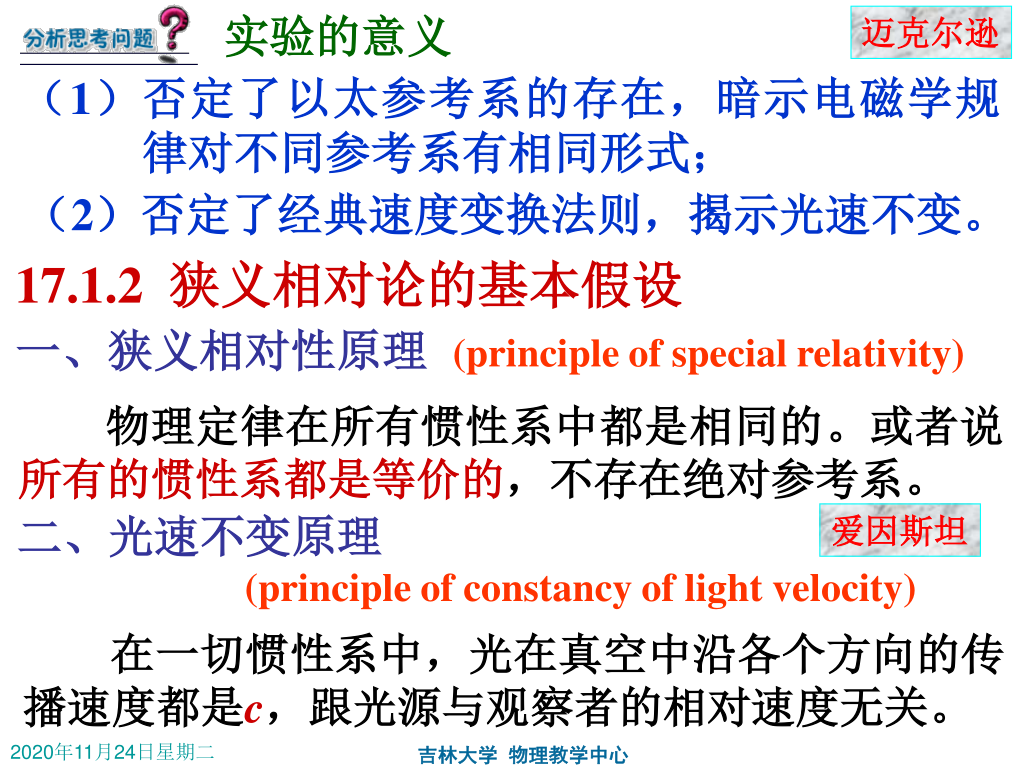 分析思考问题? 实验的意义 迈克尔逊
（1）否定了以太参考系的存在，暗示电磁学规
律对不同参考系有相同形式；
（2）否定了经典速度变换法则，揭示光速不变。
17.1.2 狭义相对论的基本假设
一、狭义相对性原理 (principle of special relativity)
物理定律在所有惯性系中都是相同的。或者说
所有的惯性系都是等价的，不存在绝对参考系。
二、光速不变原理 爱因斯坦
(principle of constancy of light velocity)
在一切惯性系中，光在真空中沿各个方向的传
播速度都是c，跟光源与观察者的相对速度无关。
2020年11月24日星期二 吉林大学 物理教学中心